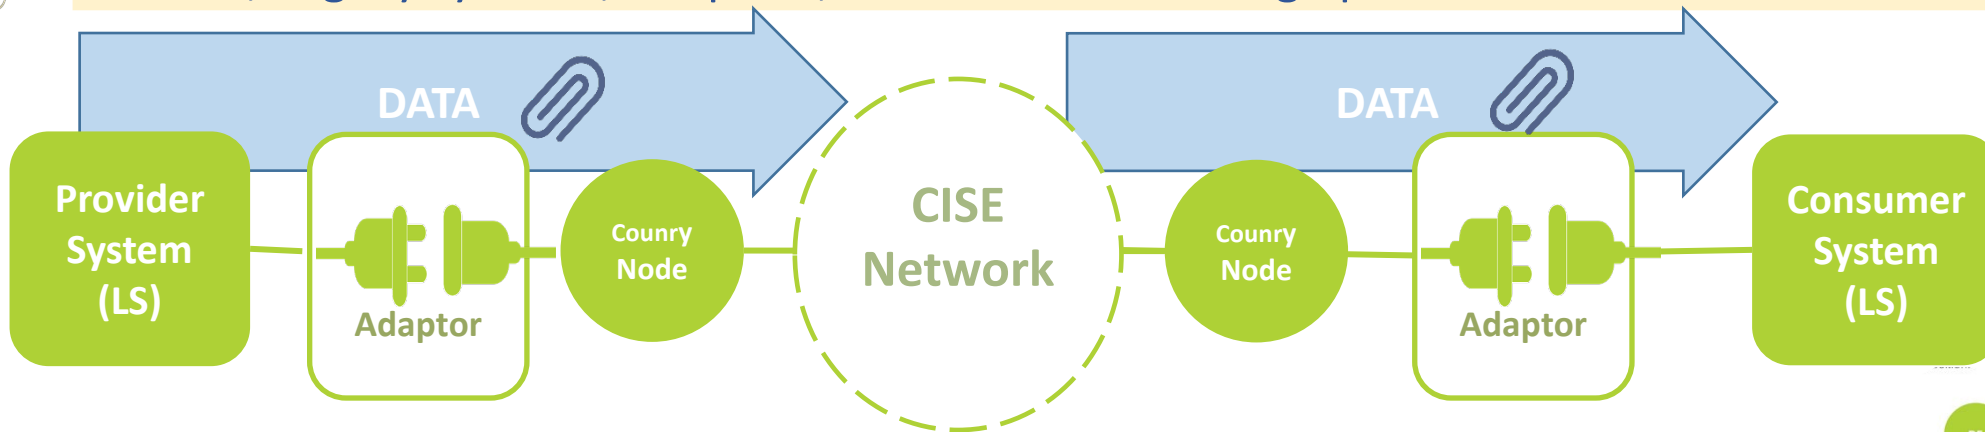 DATA
DATA
Provider
System
(LS)
Adaptor
Counry
Node
CISE
Network
Counry
Node
Adaptor
Consumer
System
(LS)